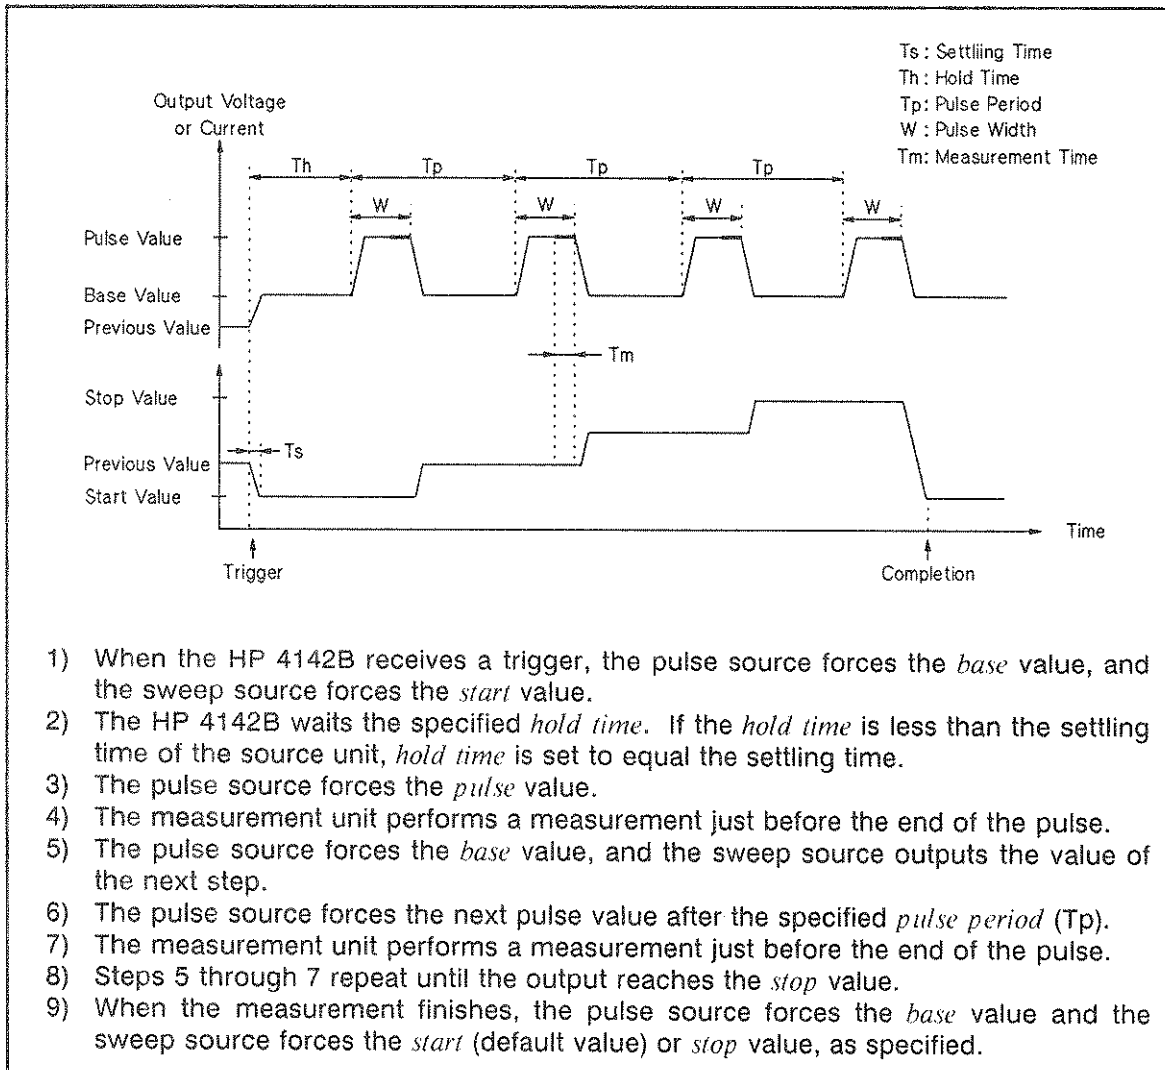 Ts: Settliing Time
Th: Hold Time
Tp: Pulse Period
W: Pulse Width
Tm: Measurement Time
Output Voltage
or Current
Th
Tp
Tp
Tp
W
W
W
W
Pulse Value
Base Value
Previous Value
Tm
Stop Value
Ts
Previous Value
Start Value
Time
Trigger
Completion
1) When the HP 4142B receives a trigger, the pulse source forces the base value, and
the sweep source forces the start value.
2) The HP 4142B waits the specified hold time. If the hold time is less than the settling
time of the source unit, hold time is set to equal the settling time.
3) The pulse source forces the pulse value.
4) The measurement unit performs a measurement just before the end of the pulse.
5) The pulse source forces the base value, and the sweep source outputs the value of
the next step.
6) The pulse source forces the next pulse value after the specified pulse period (Tp).
7) The measurement unit performs a measurement just before the end of the pulse.
8) Steps 5 through 7 repeat until the output reaches the stop value.
9) When the measurement finishes, the pulse source forces the base value and the
sweep source forces the start (default value) or stop value, as specified.